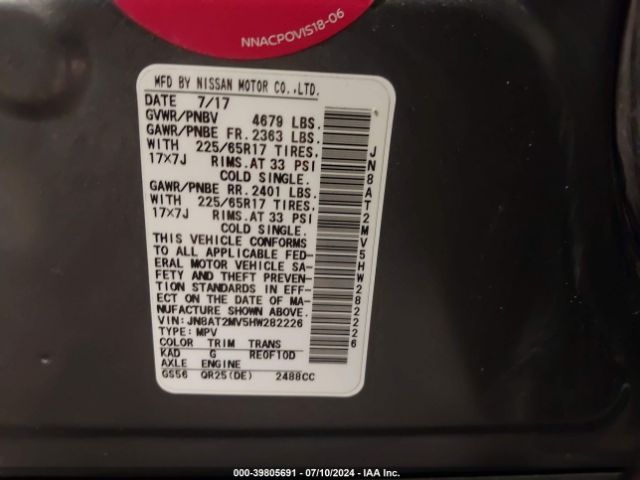 NNACPOVIS18-06
MFD BY NISSAN MOTOR CO.,LTD.
DATE 7/17
GVWR/PNBV 4679 LBS.
GAWR/PNBE FR. 2363 LBS.
WITH 225/65R17 TIRES.
17X7J RIMS.AT 33 PSI
COLD SINGLE.
GAWR/PNBE RR. 2401 LBS.
WITH 225/65R17 TIRES.
17X7J RIMS.AT 33 PSI
COLD SINGLE.
THIS VEHICLE CONFORMS
TO ALL APPLICABLE FED-
ERAL MOTOR VEHICLE SA-
FETY AND THEFT PREVEN-
TION STANDARDS IN EFF-
ECT ON THE DATE OF MA-
NUFACTURE SHOWN ABOVE.
VIN: JN8AT2MV5HW282226
TYPE: MPV
COLOR TRIM TRANS
KAD G RE0F10D
AXLE ENGINE
GS56 QR25(DE) 2488CC
JN8AT2MV5HW282226
000-39805691 - 07/10/2024 - IAA Inc.